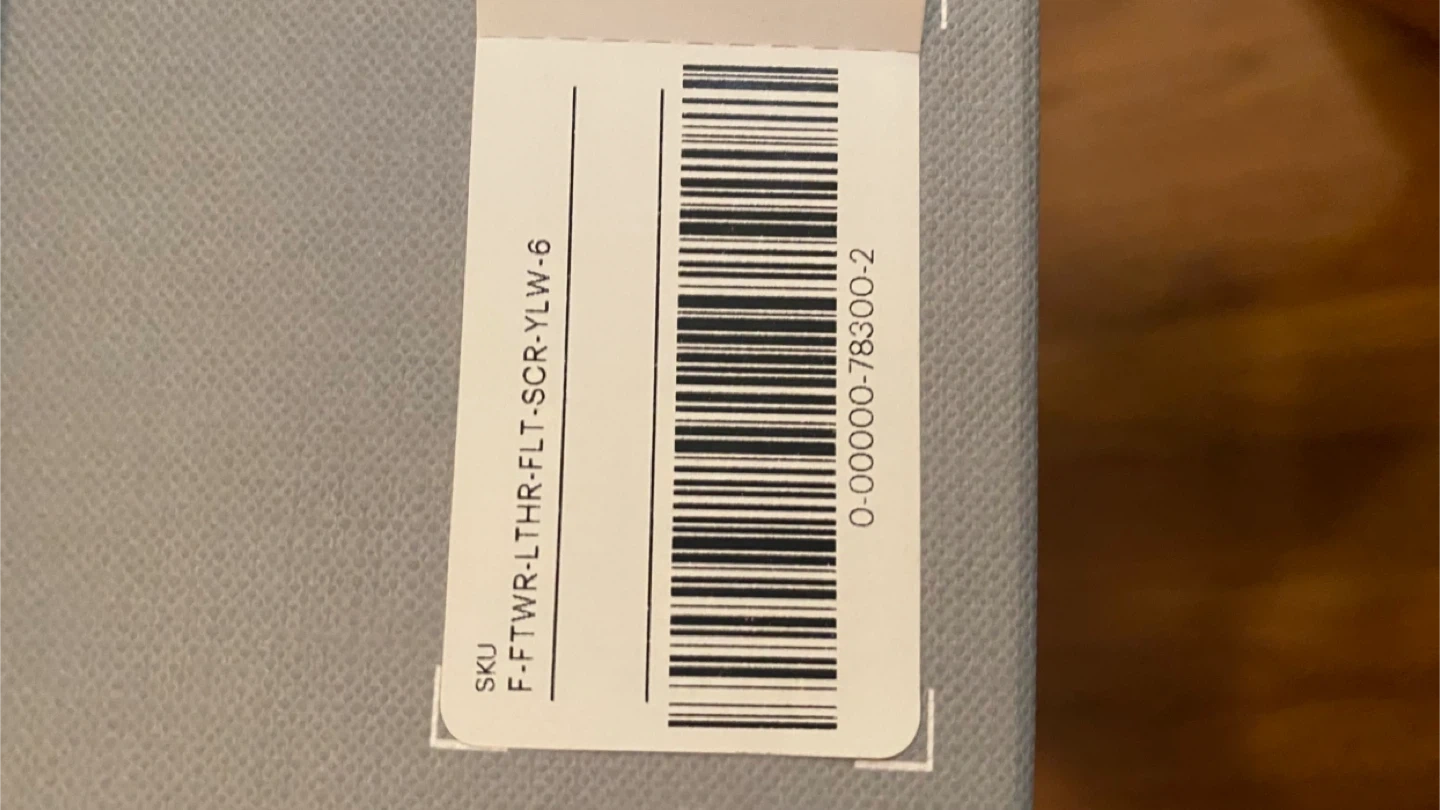 SKU
F-FTWR-LTHR-FLT-SCR-YLW-6
0-00000-78300-2